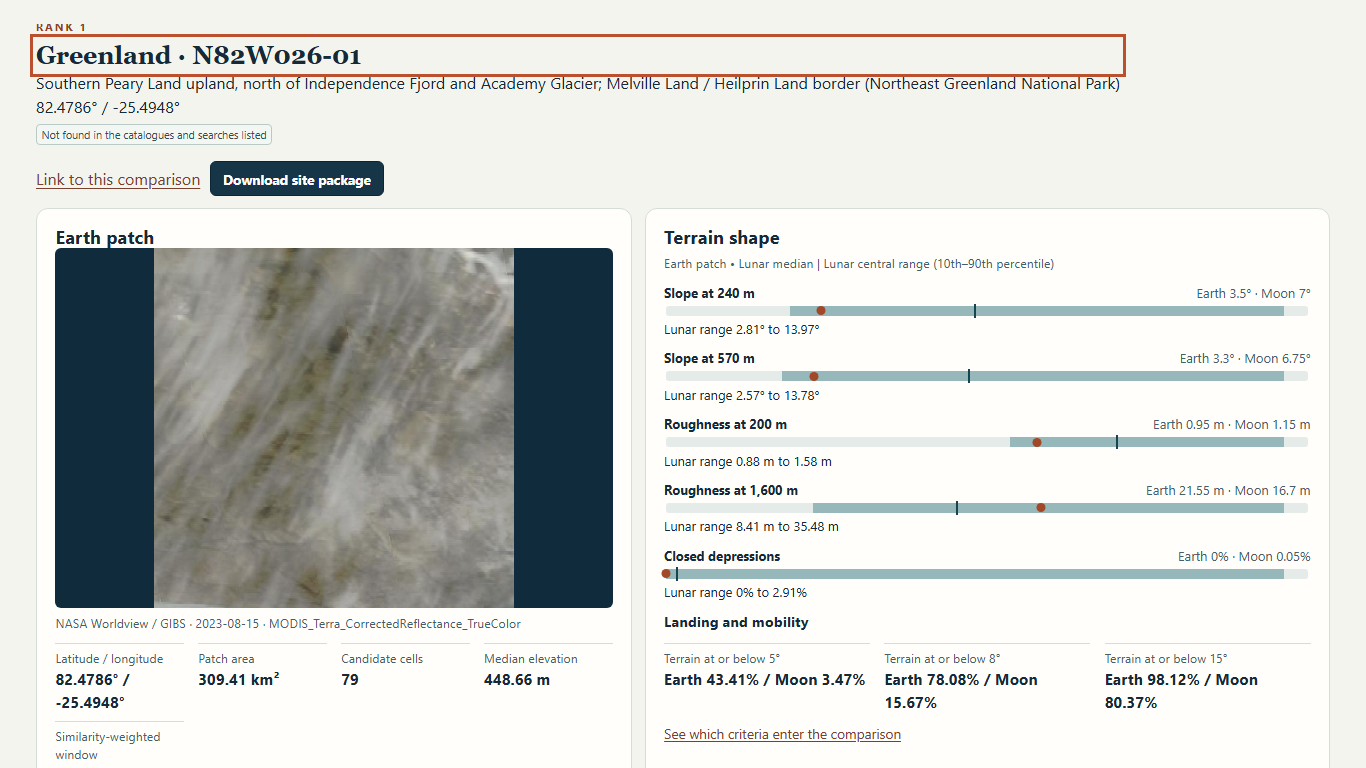 RANK 1
Greenland · N82W026-01
Southern Peary Land upland, north of Independence Fjord and Academy Glacier; Melville Land / Heilprin Land border (Northeast Greenland National Park)
82.4786° / -25.4948°
Not found in the catalogues and searches listed
Link to this comparison
Download site package
Earth patch
NASA Worldview / GIBS · 2023-08-15 · MODIS_Terra_CorrectedReflectance_TrueColor
Latitude / longitude
82.4786° /
-25.4948°
Patch area
309.41 km²
Candidate cells
79
Median elevation
448.66 m
Similarity-weighted
window
Terrain shape
Earth patch • Lunar median | Lunar central range (10th–90th percentile)
Slope at 240 m
Earth 3.5° · Moon 7°
Lunar range 2.81° to 13.97°
Slope at 570 m
Earth 3.3° · Moon 6.75°
Lunar range 2.57° to 13.78°
Roughness at 200 m
Earth 0.95 m · Moon 1.15 m
Lunar range 0.88 m to 1.58 m
Roughness at 1,600 m
Earth 21.55 m · Moon 16.7 m
Lunar range 8.41 m to 35.48 m
Closed depressions
Earth 0% · Moon 0.05%
Lunar range 0% to 2.91%
Landing and mobility
Terrain at or below 5°
Earth 43.41% / Moon 3.47%
Terrain at or below 8°
Earth 78.08% / Moon
15.67%
Terrain at or below 15°
Earth 98.12% / Moon
80.37%
See which criteria enter the comparison